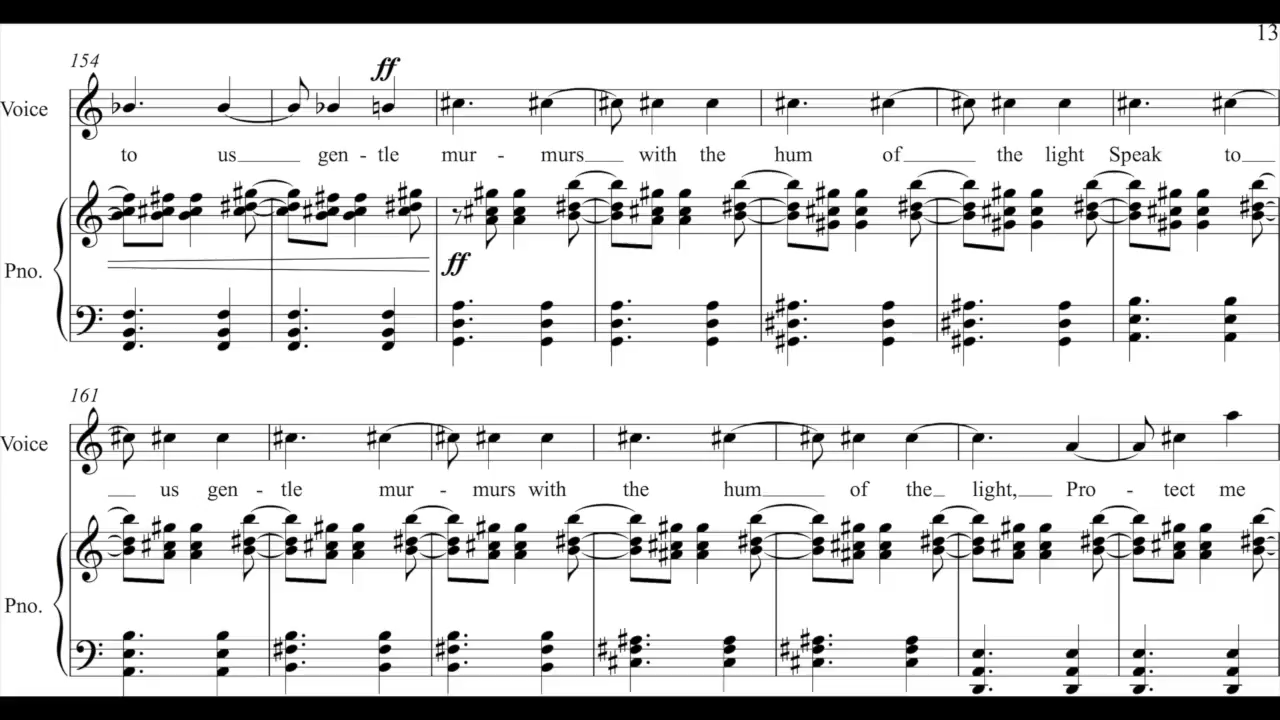 13
154
ff
Voice
to us gen - tle mur - murs with the hum of the light Speak to
ff
Pno.
161
Voice
us gen - tle mur - murs with the hum of the light, Pro - tect me
Pno.